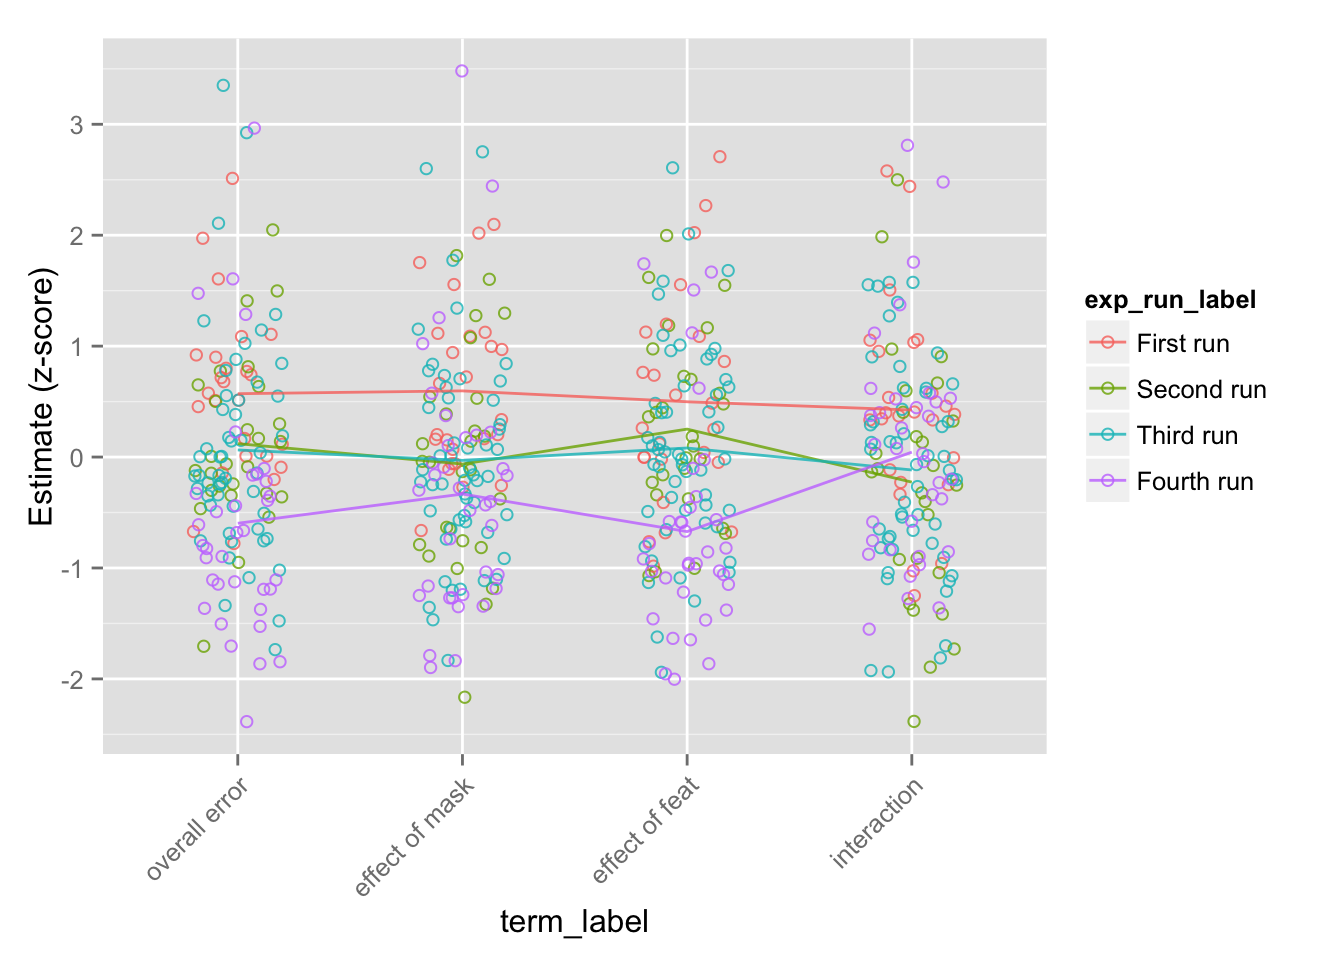 3
2
1
0
-1
-2
Estimate (z-score)
overall error
effect of mask
effect of feat
interaction
term_label
exp_run_label
First run
Second run
Third run
Fourth run